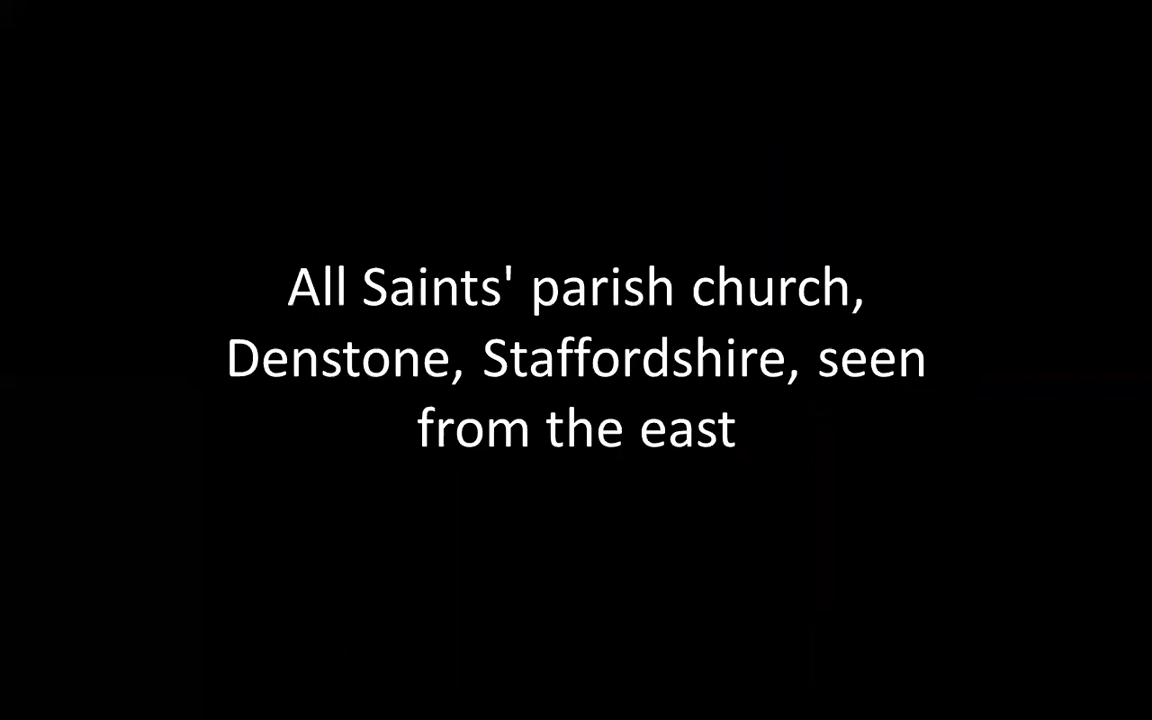 All Saints' parish church,
Denstone, Staffordshire, seen
from the east